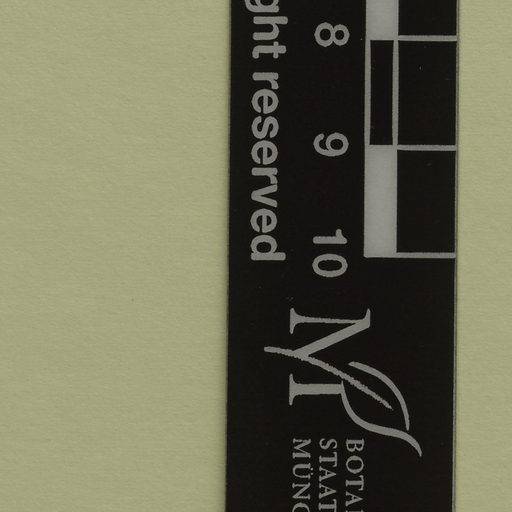 ght reserved
8
9
10
M
BOTA
STAAT
MÜNC